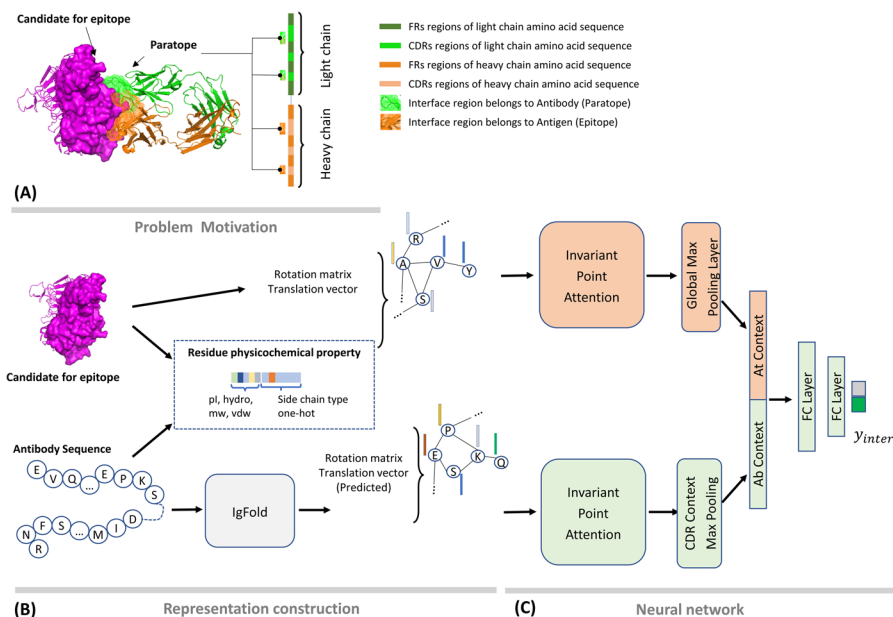 Candidate for epitope
Paratope
Light chain
Heavy chain
FRs regions of light chain amino acid sequence
CDRs regions of light chain amino acid sequence
FRs regions of heavy chain amino acid sequence
CDRs regions of heavy chain amino acid sequence
Interface region belongs to Antibody (Paratope)
Interface region belongs to Antigen (Epitope)
(A)
Problem Motivation
Candidate for epitope
Rotation matrix
Translation vector
Residue physicochemical property
pI, hydro,
mw, vdw
Side chain type
one-hot
R
A
V
Y
S
...
...
Antibody Sequence
E
V
Q
...
E
P
K
S
D
I
M
...
S
F
N
R
IgFold
Rotation matrix
Translation vector
(Predicted)
P
E
K
Q
S
...
...
(B)
Representation construction
Invariant
Point
Attention
Global Max
Pooling Layer
Invariant
Point
Attention
CDR Context
Max Pooling
At Context
Ab Context
FC Layer
FC Layer
y_inter
(C)
Neural network